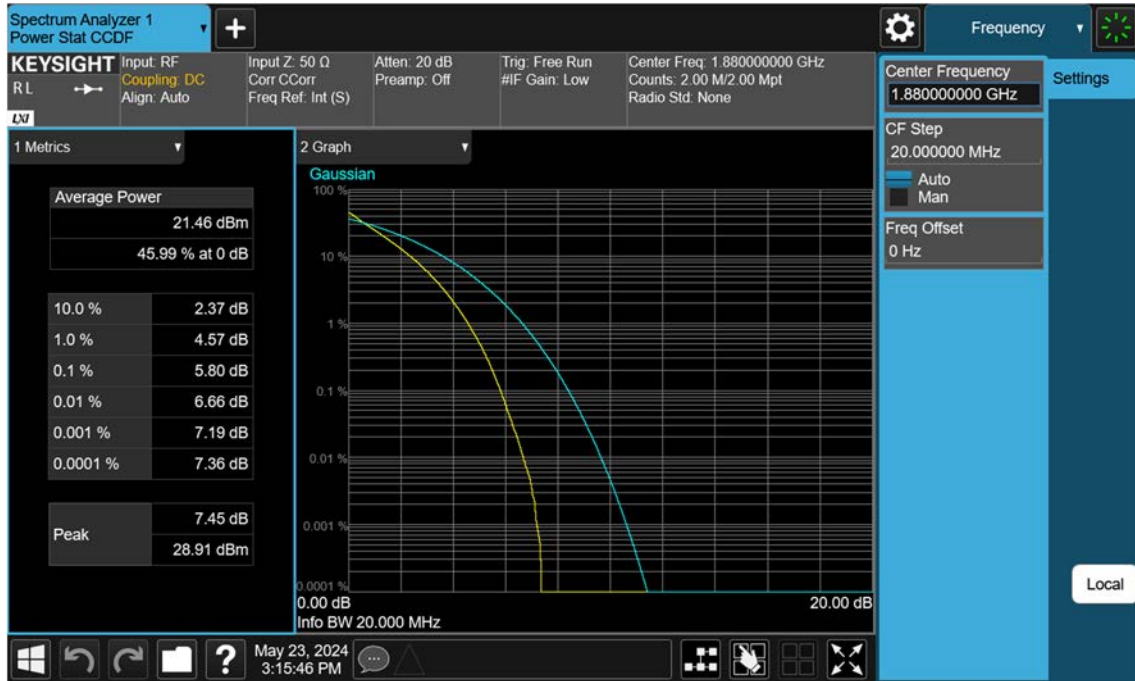 Spectrum Analyzer 1
Power Stat CCDF
Frequency
KEYSIGHT
RL
LXI
Input: RF
Coupling: DC
Align: Auto
Input Z: 50 Ω
Corr CCorr
Freq Ref: Int (S)
Atten: 20 dB
Preamp: Off
Trig: Free Run
#IF Gain: Low
Center Freq: 1.880000000 GHz
Counts: 2.00 M/2.00 Mpt
Radio Std: None
Center Frequency
1.880000000 GHz
Settings
CF Step
20.000000 MHz
Auto
Man
Freq Offset
0 Hz
Local
1 Metrics
Average Power
21.46 dBm
45.99 % at 0 dB
10.0 % 2.37 dB
1.0 % 4.57 dB
0.1 % 5.80 dB
0.01 % 6.66 dB
0.001 % 7.19 dB
0.0001 % 7.36 dB
Peak
7.45 dB
28.91 dBm
2 Graph
Gaussian
100 %
10 %
1 %
0.1 %
0.01 %
0.001 %
0.0001 %
0.00 dB 20.00 dB
Info BW 20.000 MHz
?
May 23, 2024
3:15:46 PM